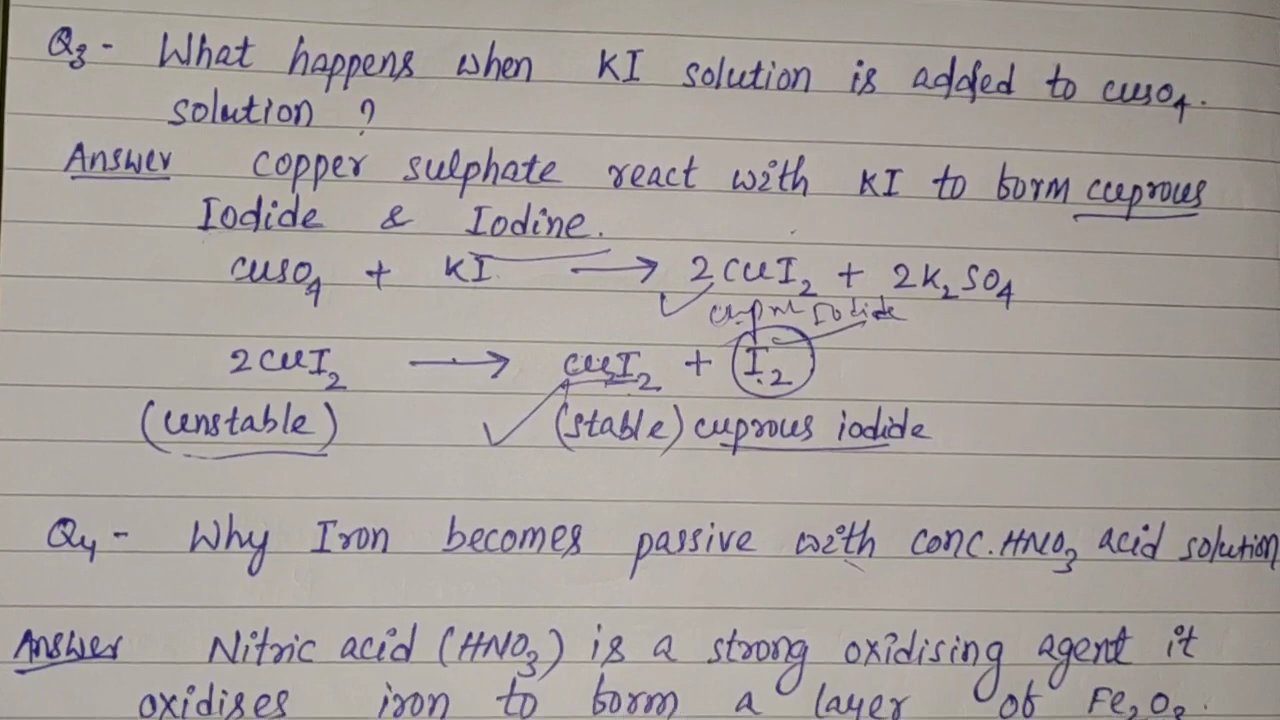 Q3 - What happens when KI solution is added to CuSO4.
solution ?
Answer Copper sulphate react with KI to form cuprous
Iodide & Iodine.
CuSO4 + KI → 2CuI2 + 2K2SO4
Iodide
2CuI2 → Cu2I2 + I2
(unstable) (stable) cuprous iodide
Q4 - Why Iron becomes passive with conc. HNO3 acid solution
Answer Nitric acid (HNO3) is a strong oxidising agent it
oxidises iron to form a layer of Fe2O3.